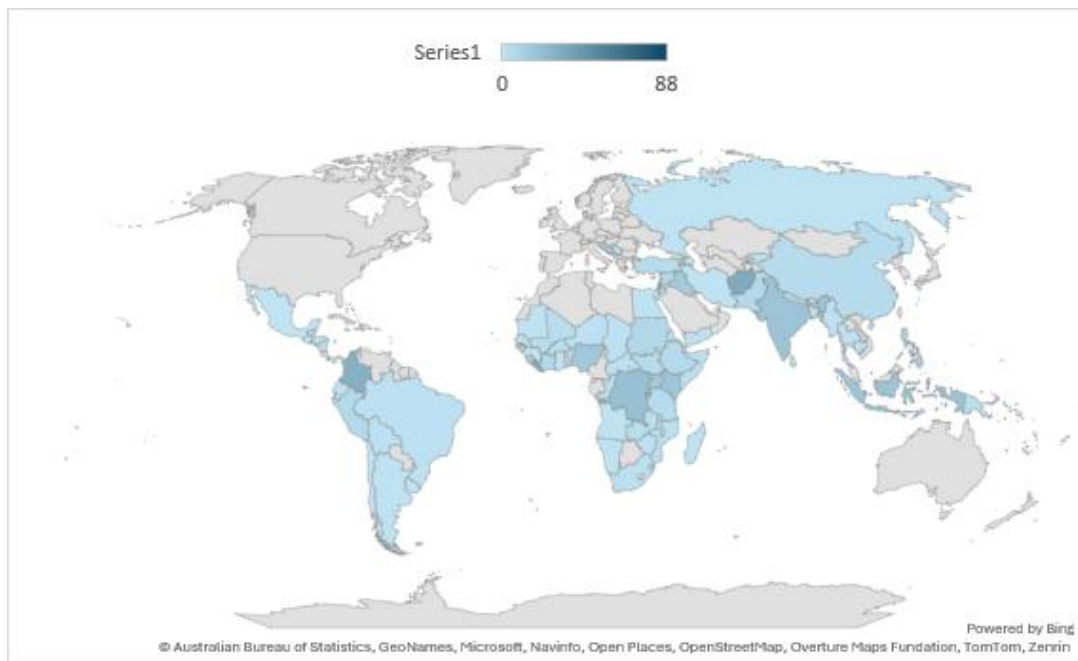 Series1
0 88
Powered by Bing
© Australian Bureau of Statistics, GeoNames, Microsoft, Navinfo, Open Places, OpenStreetMap, Overture Maps Fundation, TomTom, Zenrin